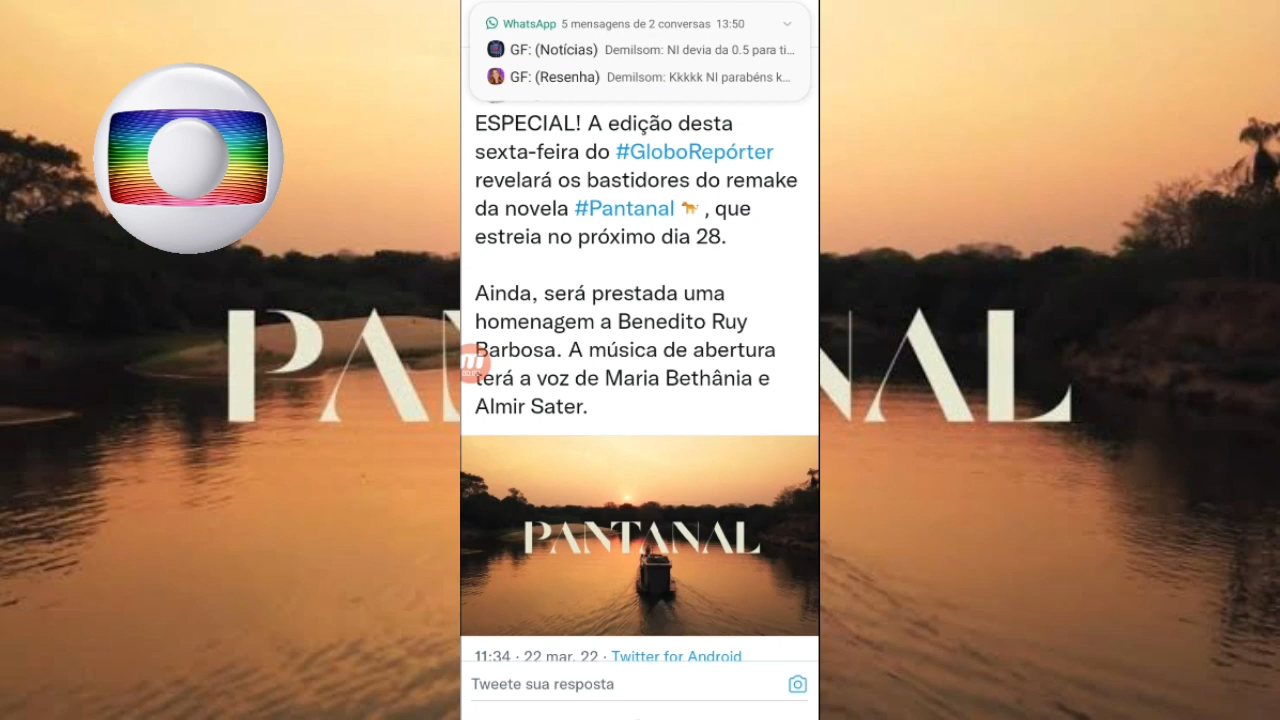 WhatsApp 5 mensagens de 2 conversas 13:50
GF: (Notícias) Demilsom: NI devia da 0.5 para ti...
GF: (Resenha) Demilsom: Kkkkk NI parabéns k...
ESPECIAL! A edição desta
sexta-feira do #GloboRepórter
revelará os bastidores do remake
da novela #Pantanal 🐆 , que
estreia no próximo dia 28.
Ainda, será prestada uma
homenagem a Benedito Ruy
Barbosa. A música de abertura
terá a voz de Maria Bethânia e
Almir Sater.
PAN
NAL
PANTANAL
11:34 · 22 mar. 22 · Twitter for Android
Tweete sua resposta